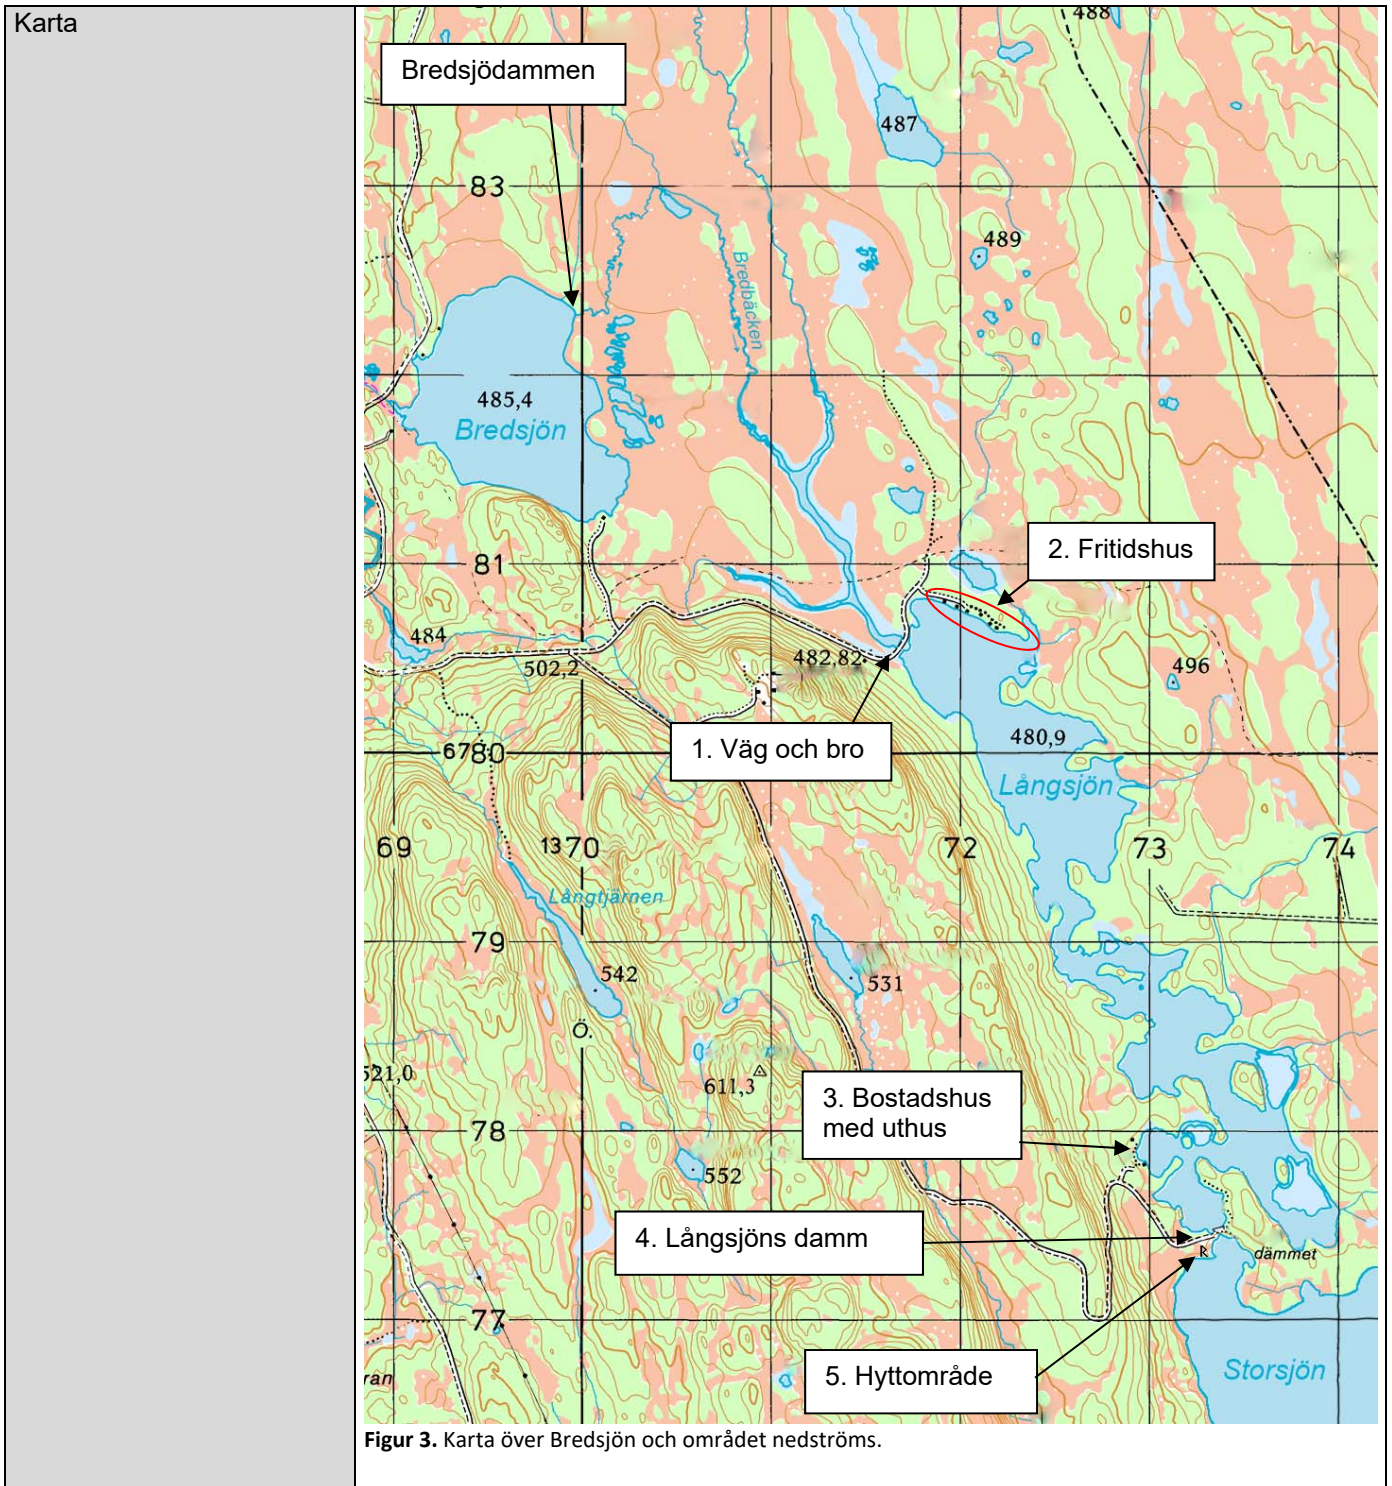 Karta
488
Bredsjödammen
487
83
489
Bredbäcken
485,4
Bredsjön
2. Fritidshus
81
484
482,82
502,2
496
1. Väg och bro
480,9
6780
Långsjön
69
1370
72
73
74
Långtjärnen
79
542
531
Ö.
521,0
611,3
3. Bostadshus
med uthus
78
552
4. Långsjöns damm
dämmet
R
77
5. Hyttområde
Storsjön
ran
Figur 3. Karta över Bredsjön och området nedströms.